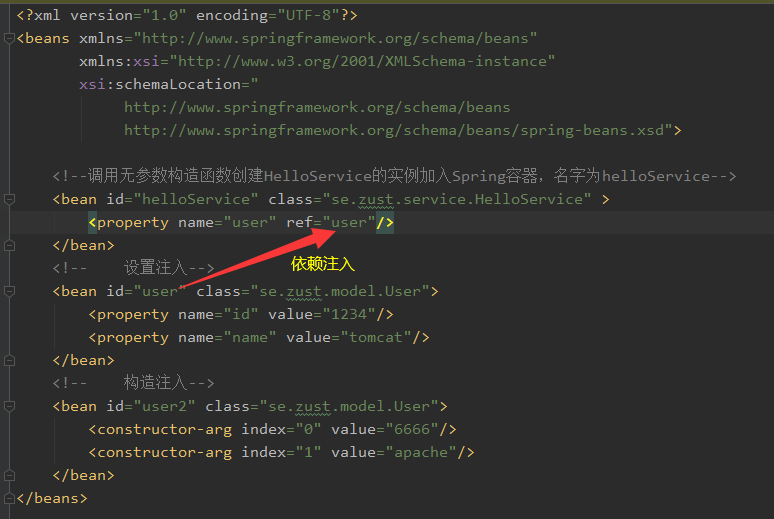 <?xml version="1.0" encoding="UTF-8"?>
<beans xmlns="http://www.springframework.org/schema/beans"
xmlns:xsi="http://www.w3.org/2001/XMLSchema-instance"
xsi:schemaLocation="
http://www.springframework.org/schema/beans
http://www.springframework.org/schema/beans/spring-beans.xsd">
<!--调用无参数构造函数创建HelloService的实例加入Spring容器，名字为helloService-->
<bean id="helloService" class="se.zust.service.HelloService" >
<property name="user" ref="user"/>
</bean>
<!-- 设置注入-->
依赖注入
<bean id="user" class="se.zust.model.User">
<property name="id" value="1234"/>
<property name="name" value="tomcat"/>
</bean>
<!-- 构造注入-->
<bean id="user2" class="se.zust.model.User">
<constructor-arg index="0" value="6666"/>
<constructor-arg index="1" value="apache"/>
</bean>
</beans>